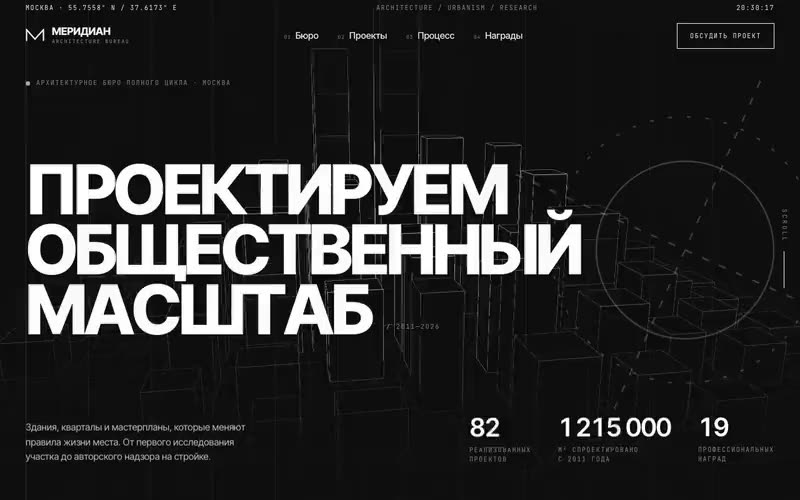 МОСКВА · 55.7558° N / 37.6173° E
ARCHITECTURE / URBANISM / RESEARCH
20:30:17
МЕРИДИАН
ARCHITECTURE BUREAU
01 Бюро
02 Проекты
03 Процесс
04 Награды
ОБСУДИТЬ ПРОЕКТ
АРХИТЕКТУРНОЕ БЮРО ПОЛНОГО ЦИКЛА · МОСКВА
ПРОЕКТИРУЕМ
ОБЩЕСТВЕННЫЙ
МАСШТАБ
/ 2011—2026
SCROLL
Здания, кварталы и мастерпланы, которые меняют
правила жизни места. От первого исследования
участка до авторского надзора на стройке.
82
РЕАЛИЗОВАННЫХ
ПРОЕКТОВ
1 215 000
М² СПРОЕКТИРОВАНО
С 2011 ГОДА
19
ПРОФЕССИОНАЛЬНЫХ
НАГРАД